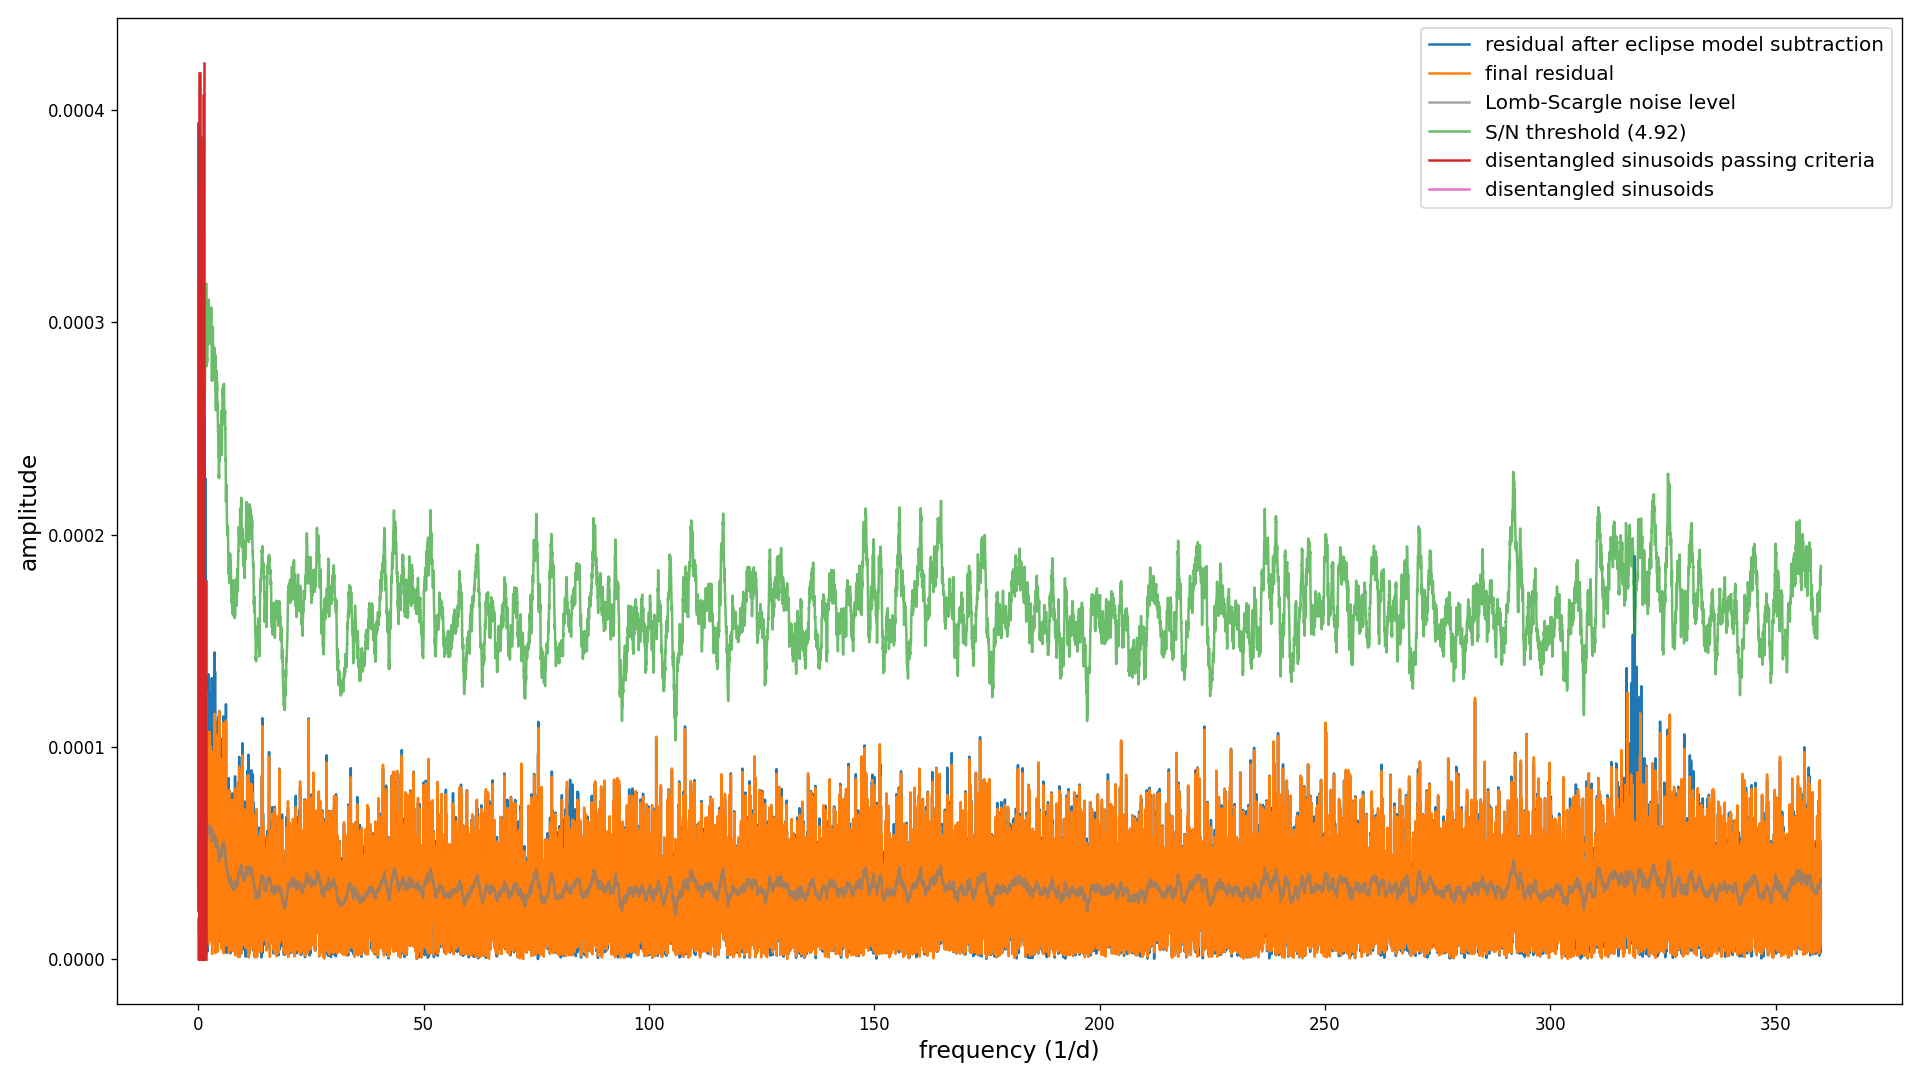 residual after eclipse model subtraction
final residual
Lomb-Scargle noise level
S/N threshold (4.92)
disentangled sinusoids passing criteria
disentangled sinusoids
0.0004
0.0003
0.0002
0.0001
0.0000
amplitude
0 50 100 150 200 250 300 350
frequency (1/d)